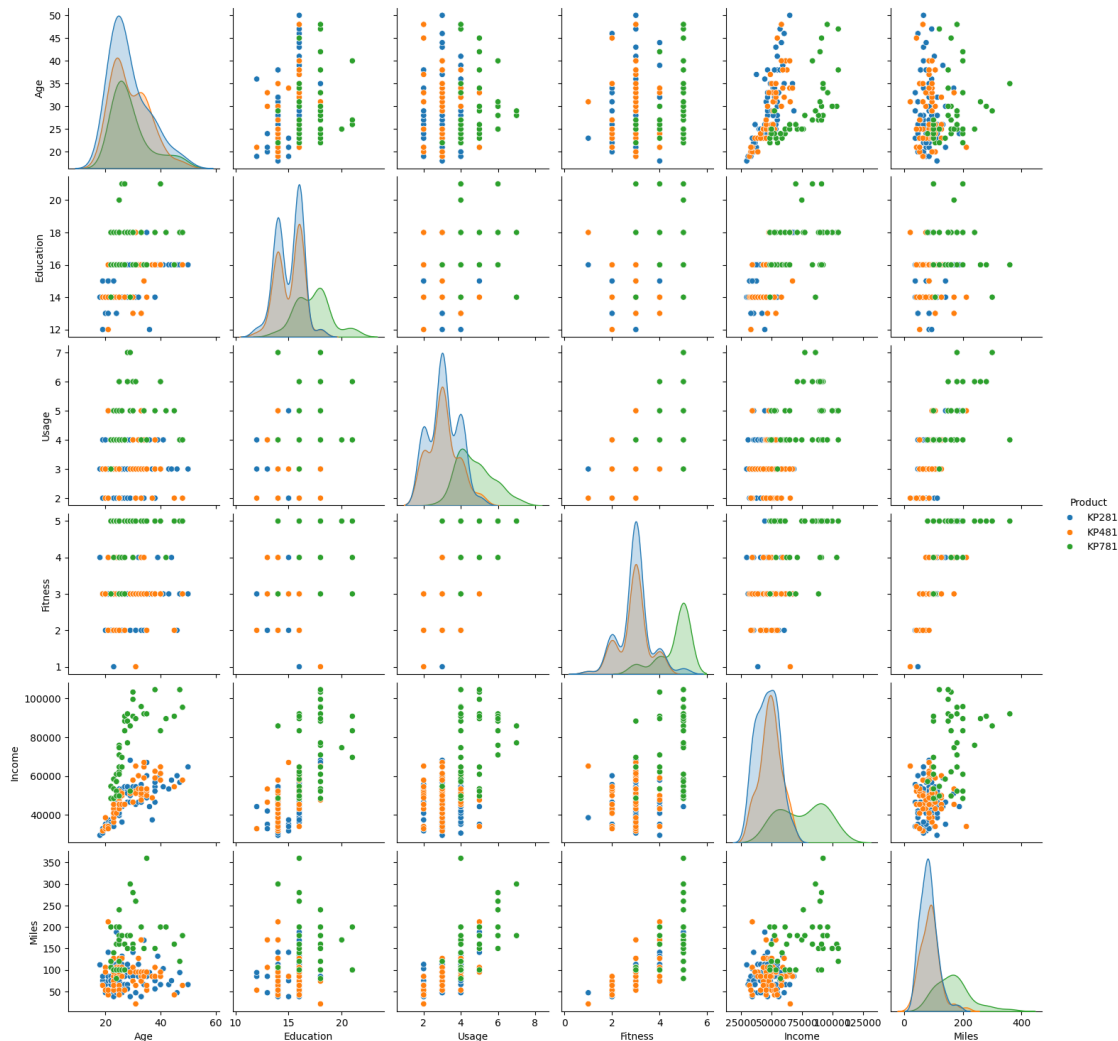 50
45
40
35
30
25
20
Age
20
18
16
14
12
Education
7
6
5
4
3
2
Usage
5
4
3
2
1
Fitness
100000
80000
60000
40000
Income
350
300
250
200
150
100
50
Miles
20 40 60
Age
10 15 20
Education
2 4 6 8
Usage
0 2 4 6
Fitness
25000 50000 75000 100000 125000
Income
0 200 400
Miles
Product
KP281
KP481
KP781